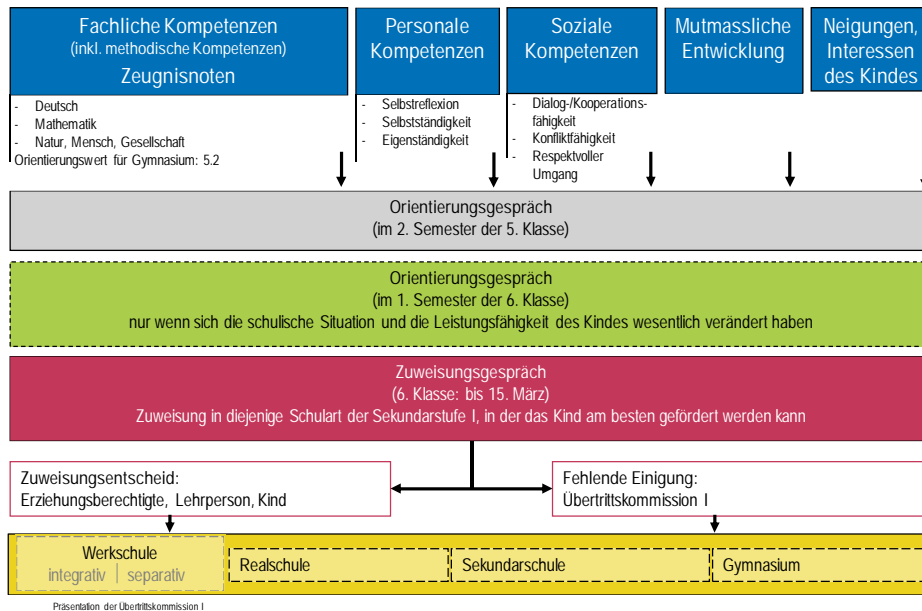 Fachliche Kompetenzen
(inkl. methodische Kompetenzen)
Zeugnisnoten
Personale
Kompetenzen
Soziale
Kompetenzen
Mutmassliche
Entwicklung
Neigungen,
Interessen
des Kindes
- Deutsch
- Mathematik
- Natur, Mensch, Gesellschaft
Orientierungswert für Gymnasium: 5.2
- Selbstreflexion
- Selbstständigkeit
- Eigenständigkeit
- Dialog-/Kooperations-
fähigkeit
- Konfliktfähigkeit
- Respektvoller
Umgang
Orientierungsgespräch
(im 2. Semester der 5. Klasse)
Orientierungsgespräch
(im 1. Semester der 6. Klasse)
nur wenn sich die schulische Situation und die Leistungsfähigkeit des Kindes wesentlich verändert haben
Zuweisungsgespräch
(6. Klasse: bis 15. März)
Zuweisung in diejenige Schulart der Sekundarstufe I, in der das Kind am besten gefördert werden kann
Zuweisungsentscheid:
Erziehungsberechtigte, Lehrperson, Kind
Fehlende Einigung:
Übertrittskommission I
Werkschule
integrativ | separativ
Realschule
Sekundarschule
Gymnasium
Präsentation der Übertrittskommission I